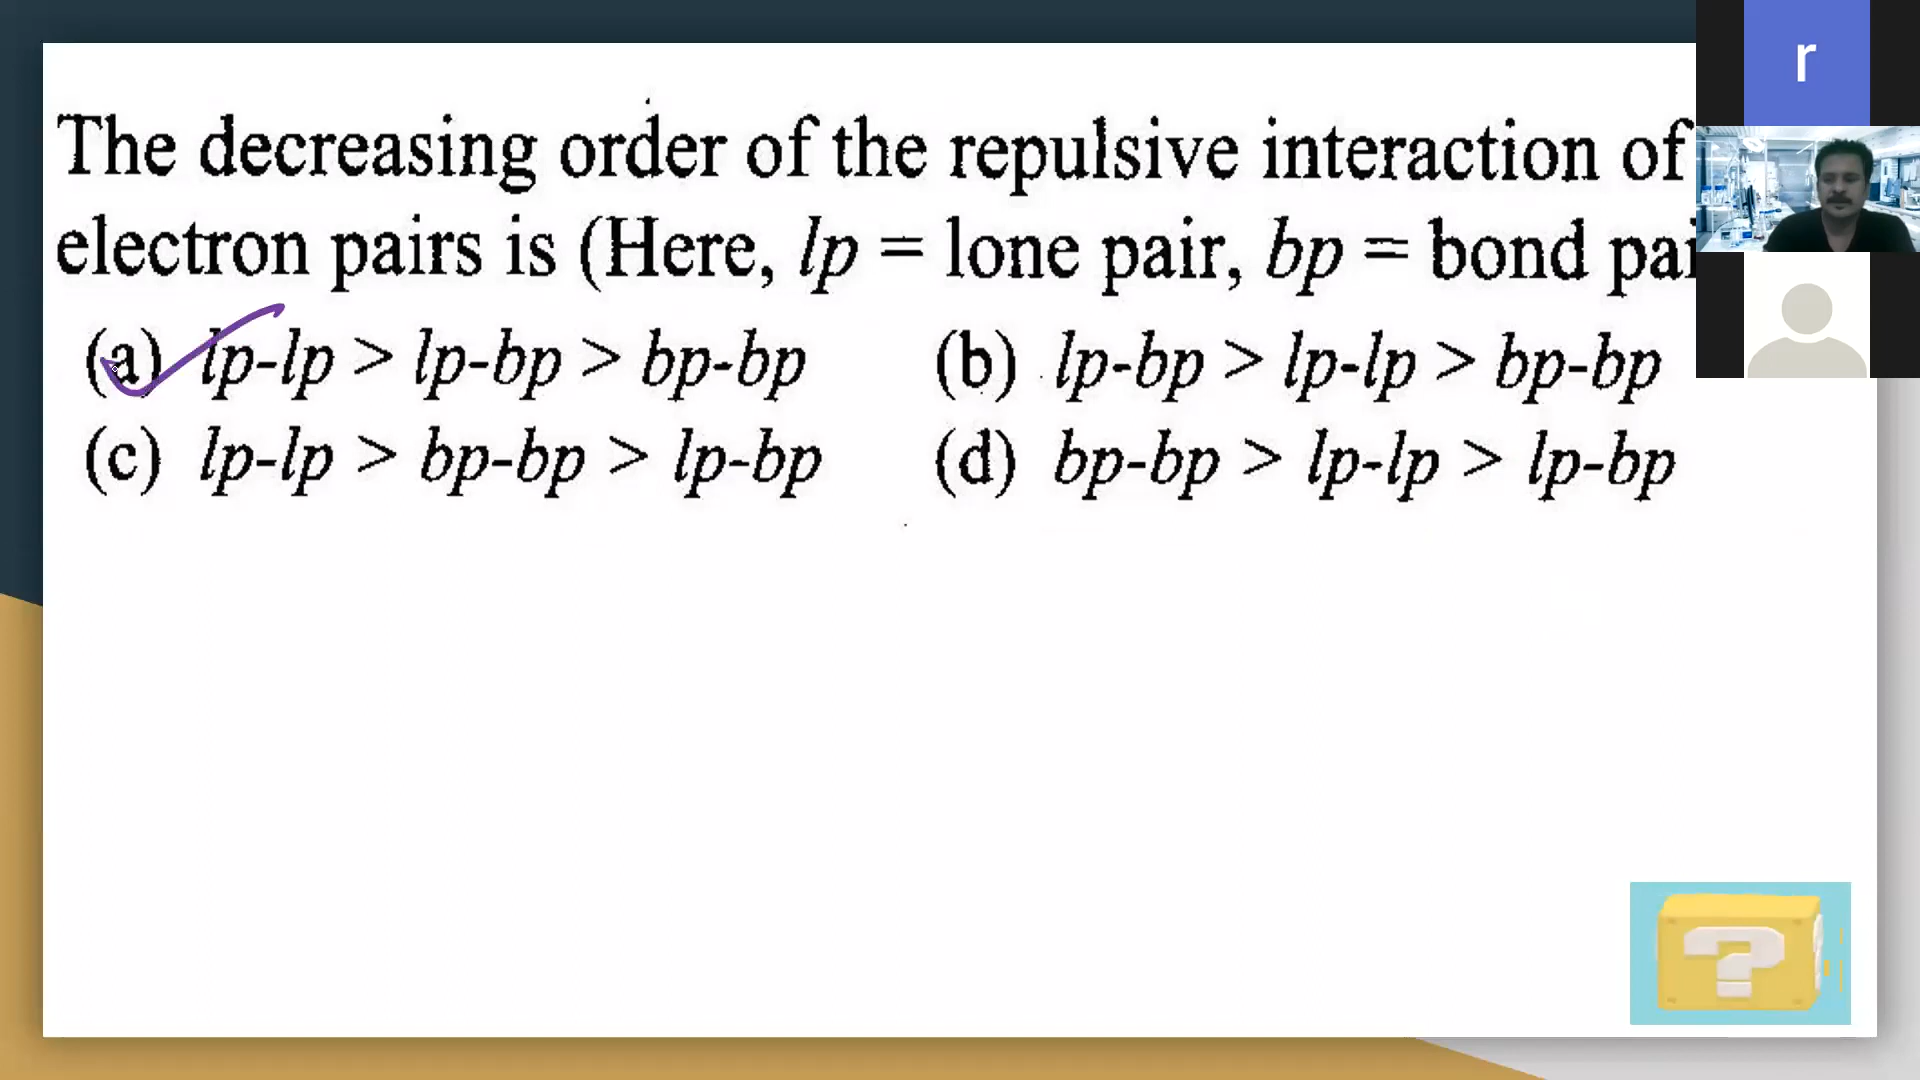 r
The decreasing order of the repulsive interaction of
electron pairs is (Here, lp = lone pair, bp = bond pai
(a) lp-lp > lp-bp > bp-bp (b) lp-bp > lp-lp > bp-bp
(c) lp-lp > bp-bp > lp-bp (d) bp-bp > lp-lp > lp-bp
?